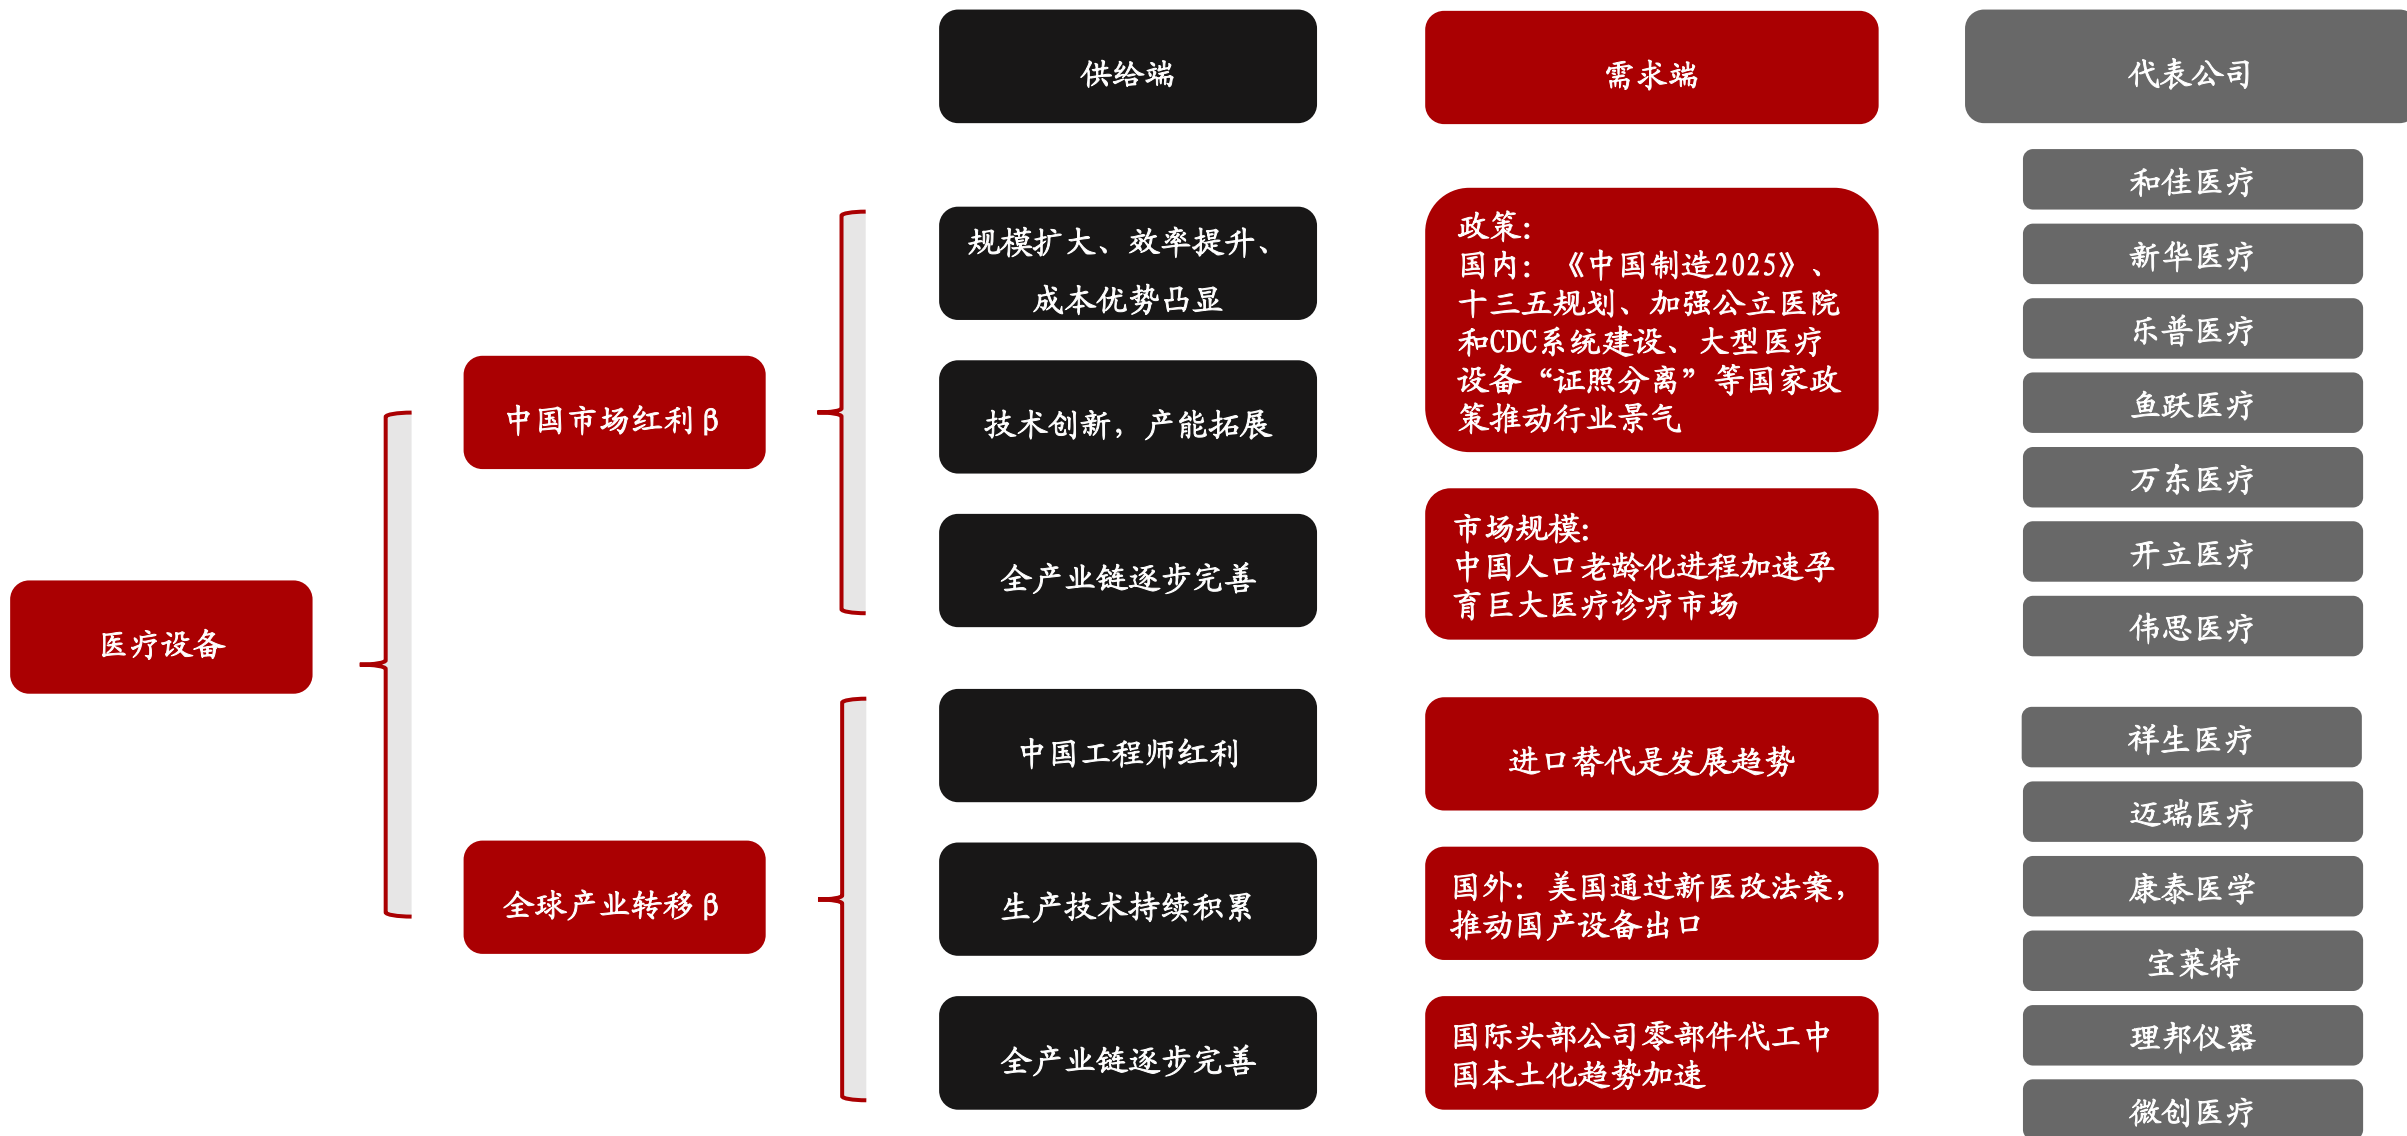 供给端
需求端
代表公司
医疗设备
中国市场红利β
规模扩大、效率提升、
成本优势凸显
技术创新，产能拓展
全产业链逐步完善
政策：
国内：《中国制造2025》、
十三五规划、加强公立医院
和CDC系统建设、大型医疗
设备“证照分离”等国家政
策推动行业景气
市场规模：
中国人口老龄化进程加速孕
育巨大医疗诊疗市场
和佳医疗
新华医疗
乐普医疗
鱼跃医疗
万东医疗
开立医疗
伟思医疗
全球产业转移β
中国工程师红利
生产技术持续积累
全产业链逐步完善
进口替代是发展趋势
国外：美国通过新医改法案，
推动国产设备出口
国际头部公司零部件代工中
国本土化趋势加速
祥生医疗
迈瑞医疗
康泰医学
宝莱特
理邦仪器
微创医疗